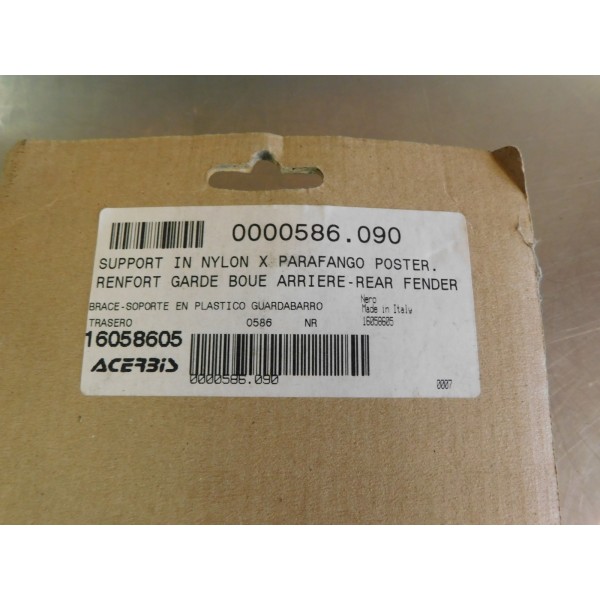 0000586.090
SUPPORT IN NYLON X PARAFANGO POSTER.
RENFORT GARDE BOUE ARRIERE-REAR FENDER
BRACE-SOPORTE EN PLASTICO GUARDABARRO
TRASERO 0586 NR
Nero
Made in Italy
16058605
16058605
ACERBIS
0000586.090
0007